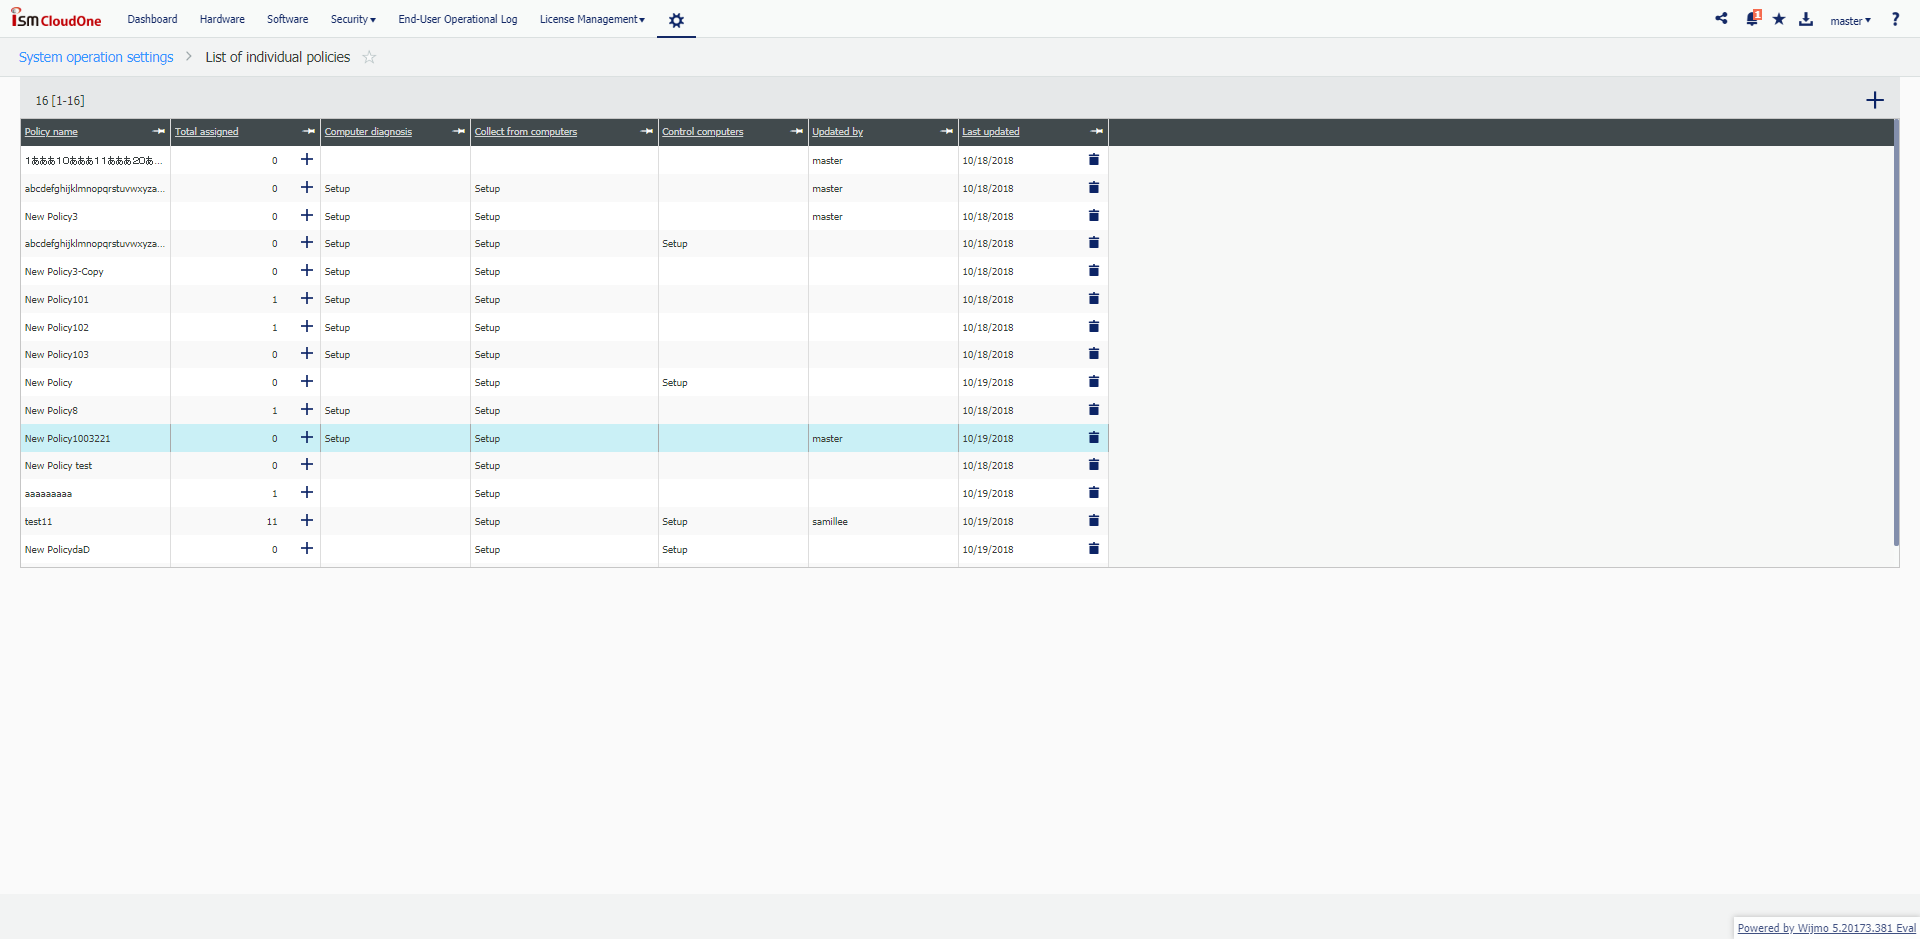 ism CloudOne Dashboard Hardware Software Security End-User Operational Log License Management 1 master ?
System operation settings > List of individual policies
16 [1-16]
Policy name Total assigned Computer diagnosis Collect from computers Control computers Updated by Last updated
1あああ10あああ11あああ20あ... 0 master 10/18/2018
abcdefghijklmnopqrstuvwxyza... 0 Setup Setup master 10/18/2018
New Policy3 0 Setup Setup master 10/18/2018
abcdefghijklmnopqrstuvwxyza... 0 Setup Setup Setup 10/18/2018
New Policy3-Copy 0 Setup Setup 10/18/2018
New Policy101 1 Setup Setup 10/18/2018
New Policy102 1 Setup Setup 10/18/2018
New Policy103 0 Setup Setup 10/18/2018
New Policy 0 Setup Setup 10/19/2018
New Policy8 1 Setup Setup 10/18/2018
New Policy1003221 0 Setup Setup master 10/19/2018
New Policy test 0 Setup 10/18/2018
aaaaaaaaa 1 Setup 10/19/2018
test11 11 Setup Setup samillee 10/19/2018
New PolicydaD 0 Setup Setup 10/19/2018
Powered by Wijmo 5.20173.381 Eval